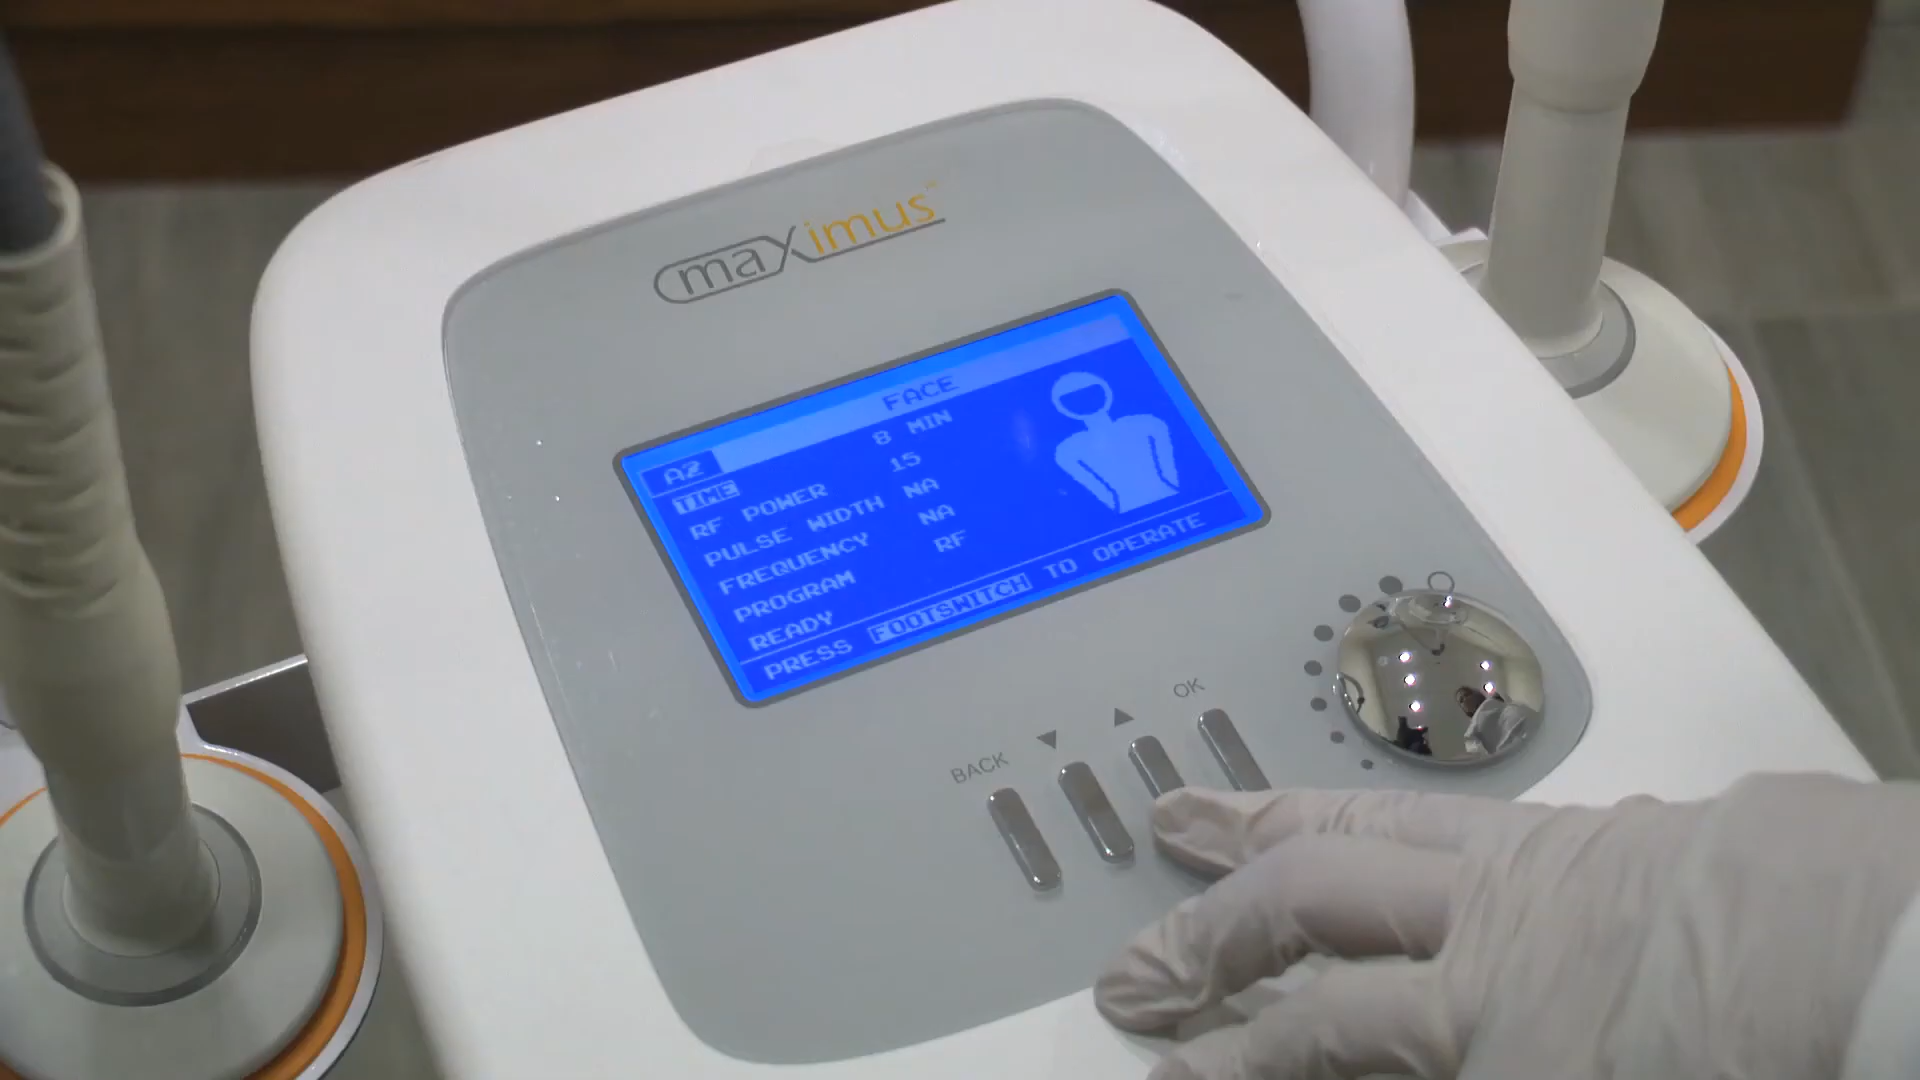 maximus™
A2 FACE
TIME 8 MIN
RF POWER 15
PULSE WIDTH NA
FREQUENCY NA
PROGRAM RF
READY
PRESS FOOTSWITCH TO OPERATE
BACK ▼ ▲ OK